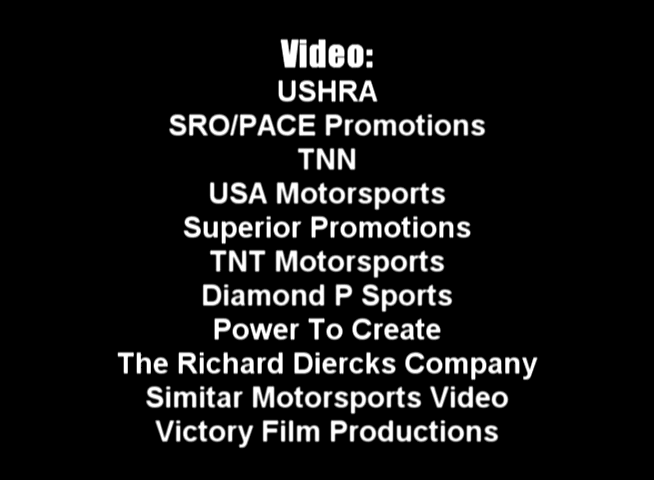 Video:
USHRA
SRO/PACE Promotions
TNN
USA Motorsports
Superior Promotions
TNT Motorsports
Diamond P Sports
Power To Create
The Richard Diercks Company
Simitar Motorsports Video
Victory Film Productions